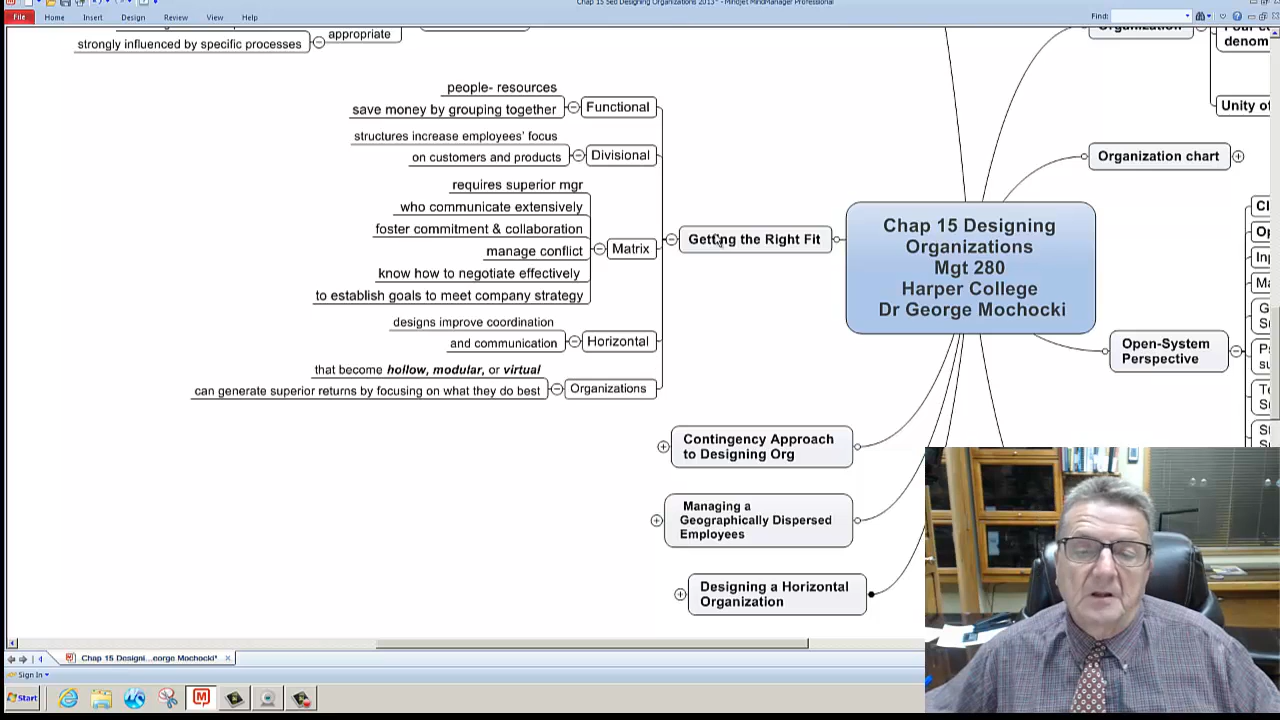 Chap 15 Sed Designing Organizations 2013* - Mindjet MindManager Professional
File Home Insert Design Review View Help
Find:
appropriate
strongly influenced by specific processes
people- resources
save money by grouping together
Functional
structures increase employees' focus
on customers and products
Divisional
requires superior mgr
who communicate extensively
foster commitment & collaboration
manage conflict
know how to negotiate effectively
to establish goals to meet company strategy
Matrix
designs improve coordination
and communication
Horizontal
that become hollow, modular, or virtual
can generate superior returns by focusing on what they do best
Organizations
Getting the Right Fit
Contingency Approach
to Designing Org
Managing a
Geographically Dispersed
Employees
Designing a Horizontal
Organization
Chap 15 Designing
Organizations
Mgt 280
Harper College
Dr George Mochocki
Organization
denom
Unity of
Organization chart
Open-System
Perspective
Chap 15 Designi...eorge Mochocki*
Sign In
Start